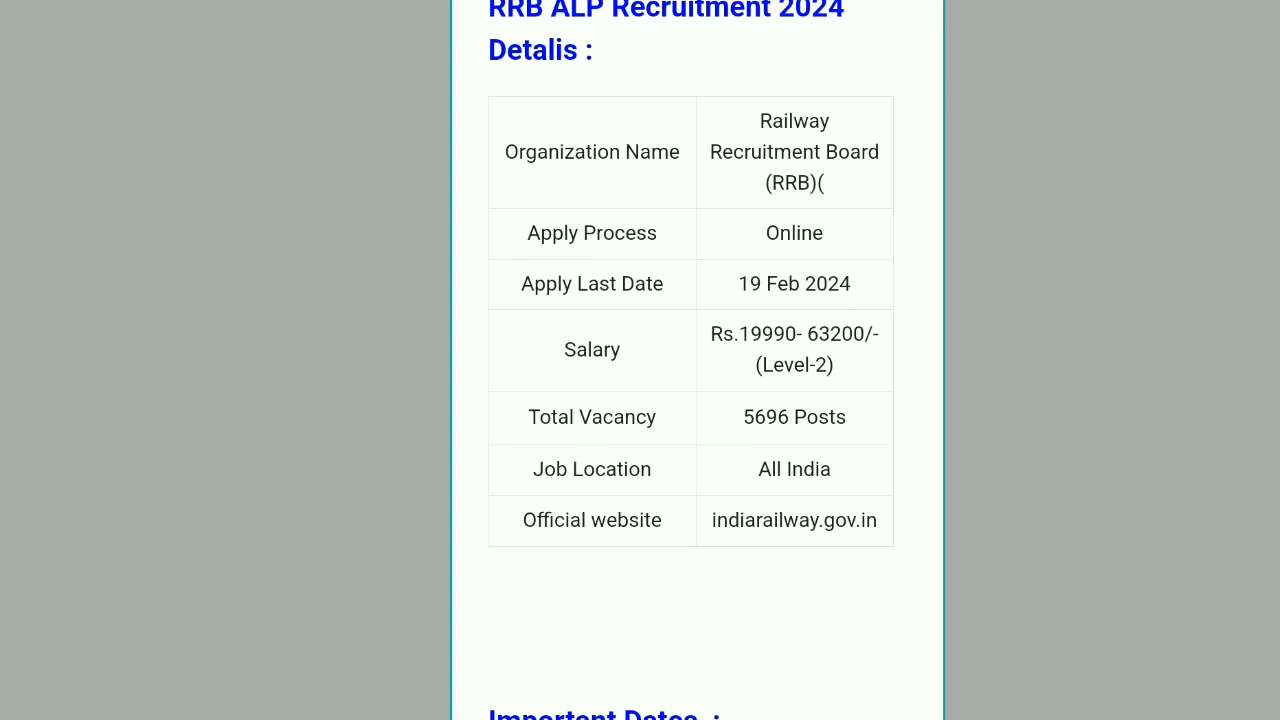 RRB ALP Recruitment 2024
Detalis :
Organization Name
Railway
Recruitment Board
(RRB)(
Apply Process
Online
Apply Last Date
19 Feb 2024
Salary
Rs.19990- 63200/-
(Level-2)
Total Vacancy
5696 Posts
Job Location
All India
Official website
indiarailway.gov.in
Important Dates :